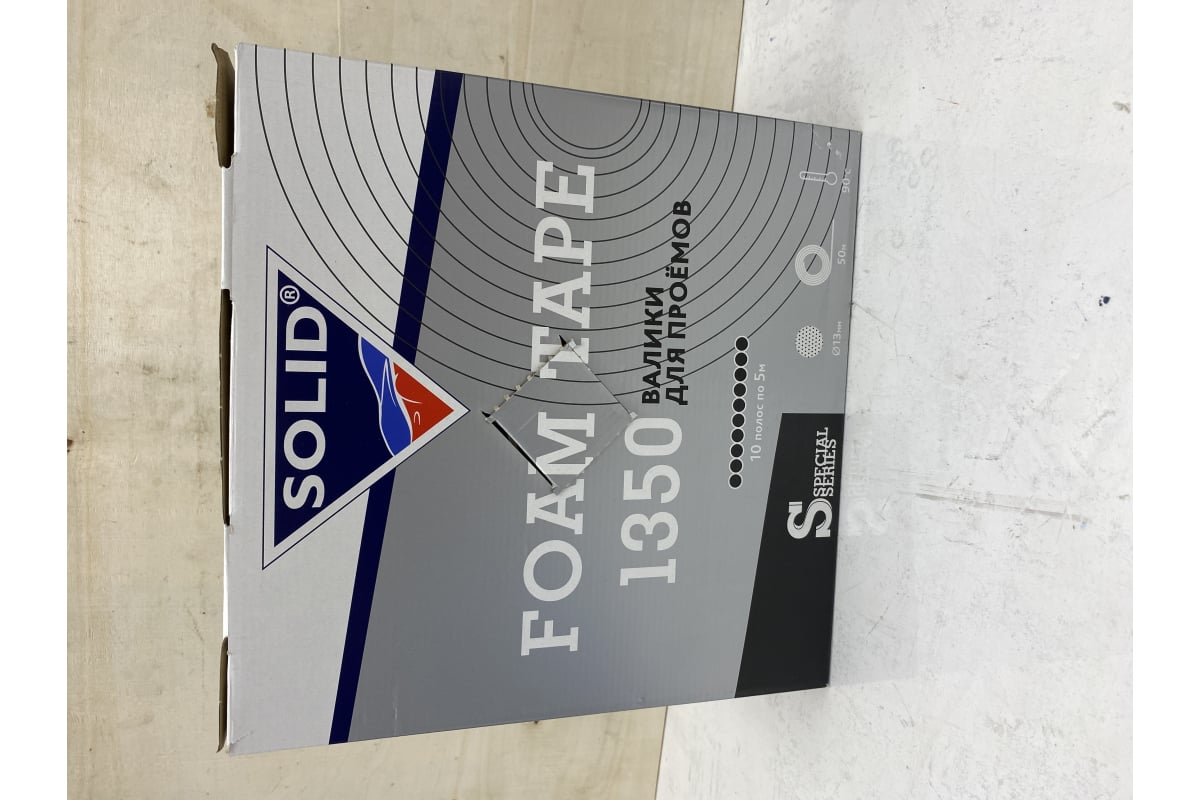 SOLID®
FOAM TAPE
1350 ВАЛИКИ
ДЛЯ ПРОЁМОВ
10 полос по 5м
Ø13мм
50м
90°C
S SPECIAL
SERIES